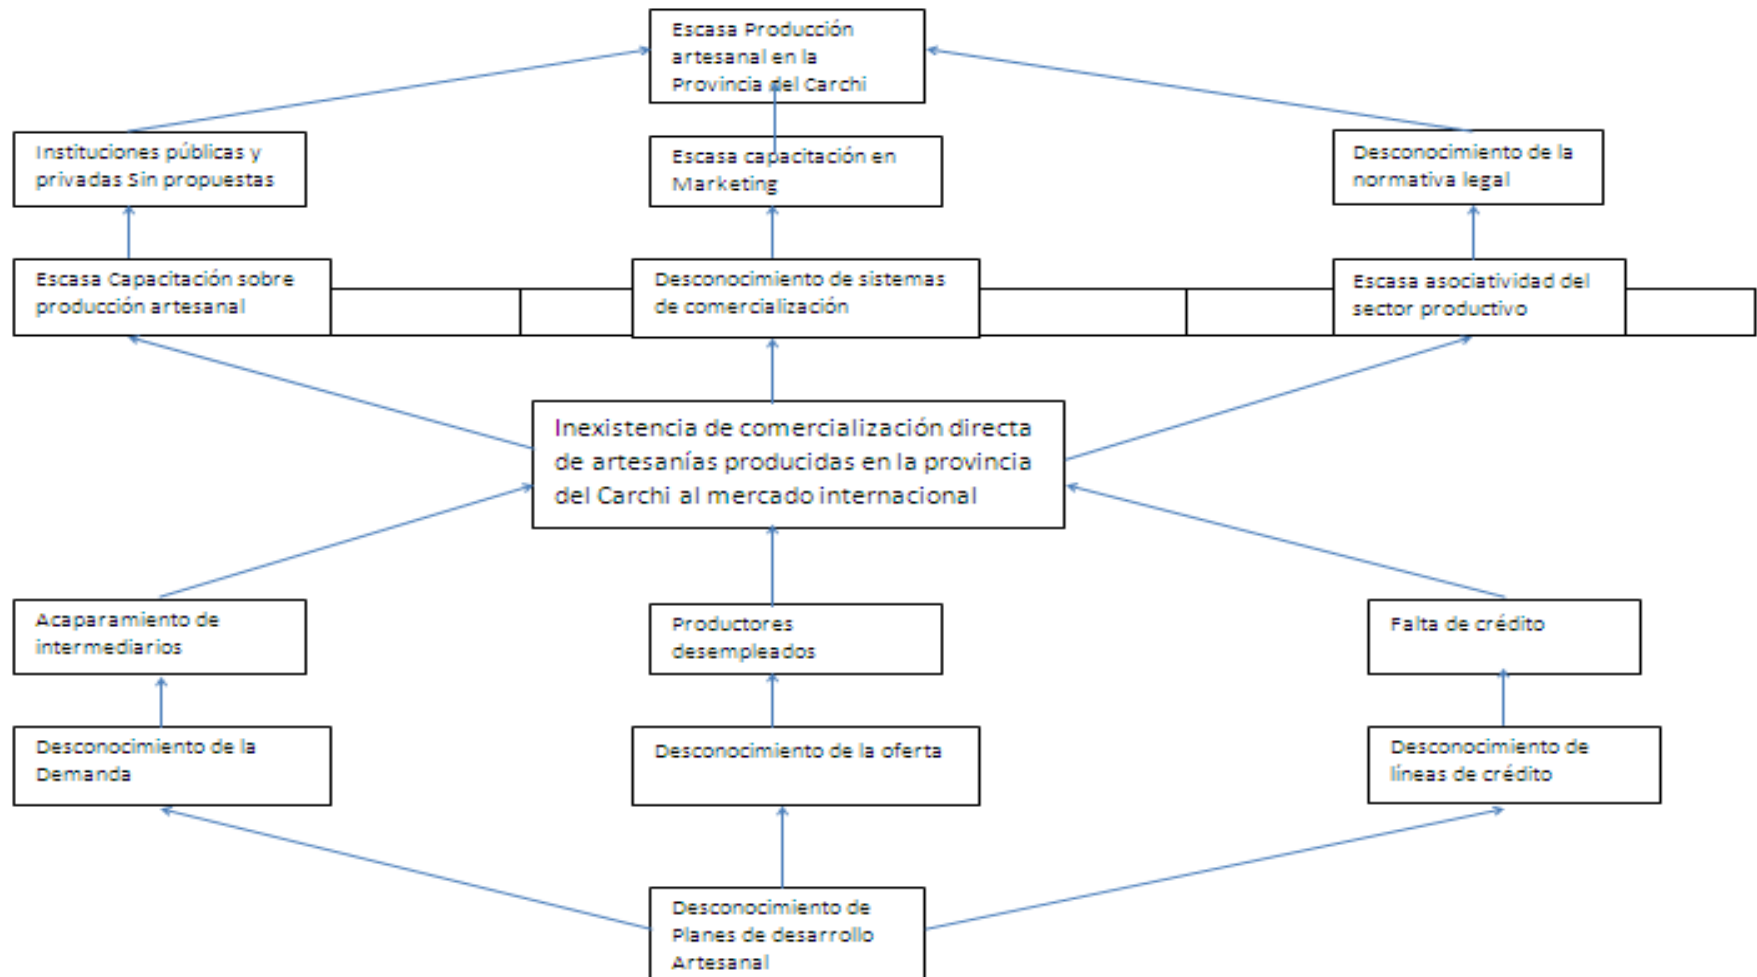 Escasa Producción
artesanal en la
Provincia del Carchi
Instituciones públicas y
privadas Sin propuestas
Escasa capacitación en
Marketing
Desconocimiento de la
normativa legal
Escasa Capacitación sobre
producción artesanal
Desconocimiento de sistemas
de comercialización
Escasa asociatividad del
sector productivo
Inexistencia de comercialización directa
de artesanías producidas en la provincia
del Carchi al mercado internacional
Acaparamiento de
intermediarios
Productores
desempleados
Falta de crédito
Desconocimiento de la
Demanda
Desconocimiento de la oferta
Desconocimiento de
líneas de crédito
Desconocimiento de
Planes de desarrollo
Artesanal